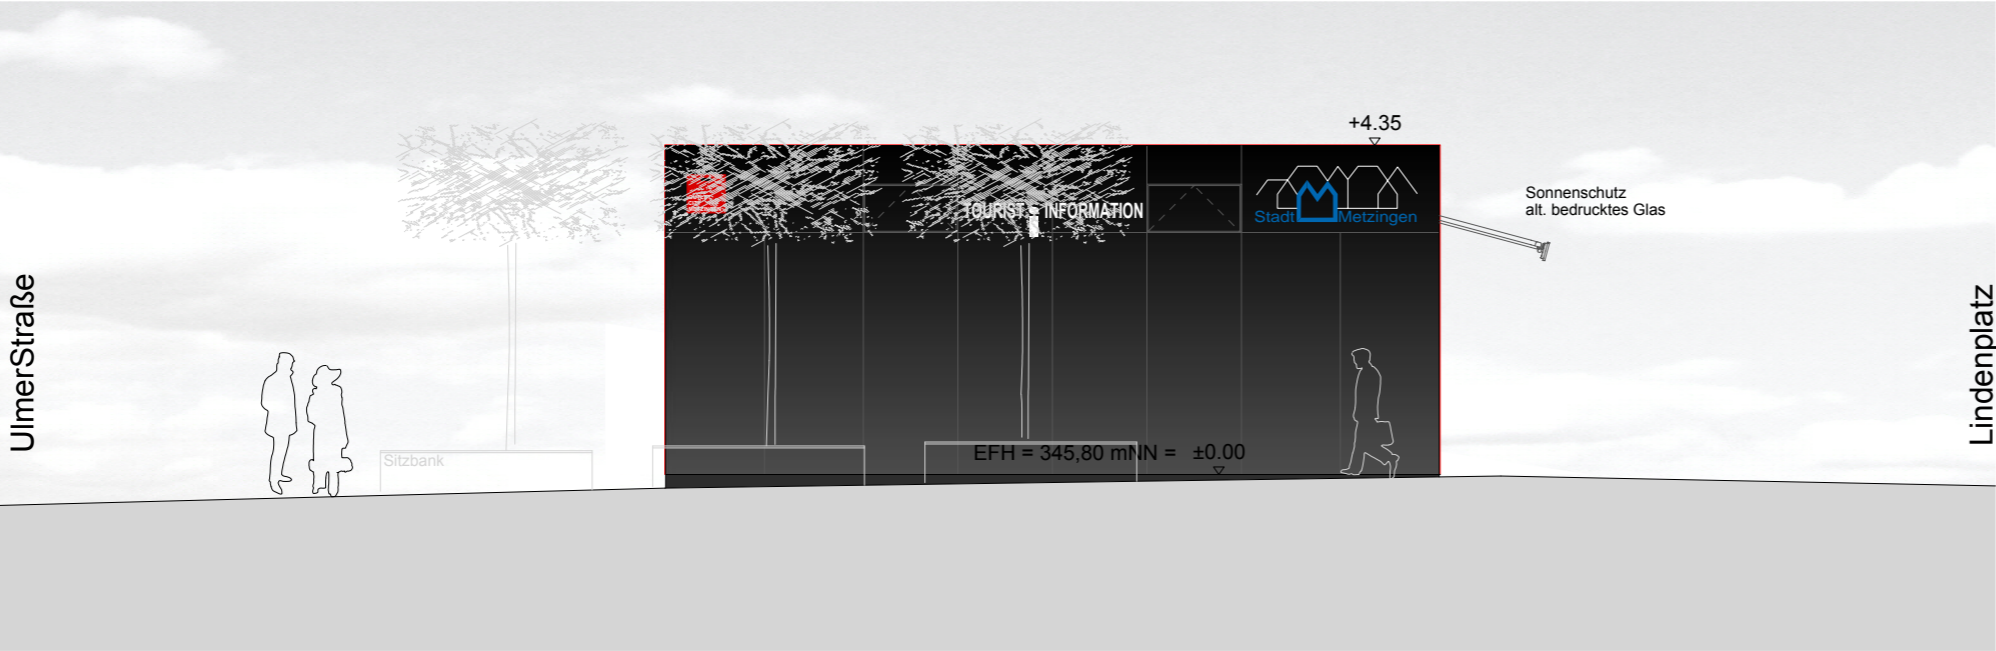 +4.35
Sonnenschutz
alt. bedrucktes Glas
TOURIST i INFORMATION
Stadt Metzingen
UlmerStraße
Lindenplatz
Sitzbank
EFH = 345,80 mNN = ±0.00